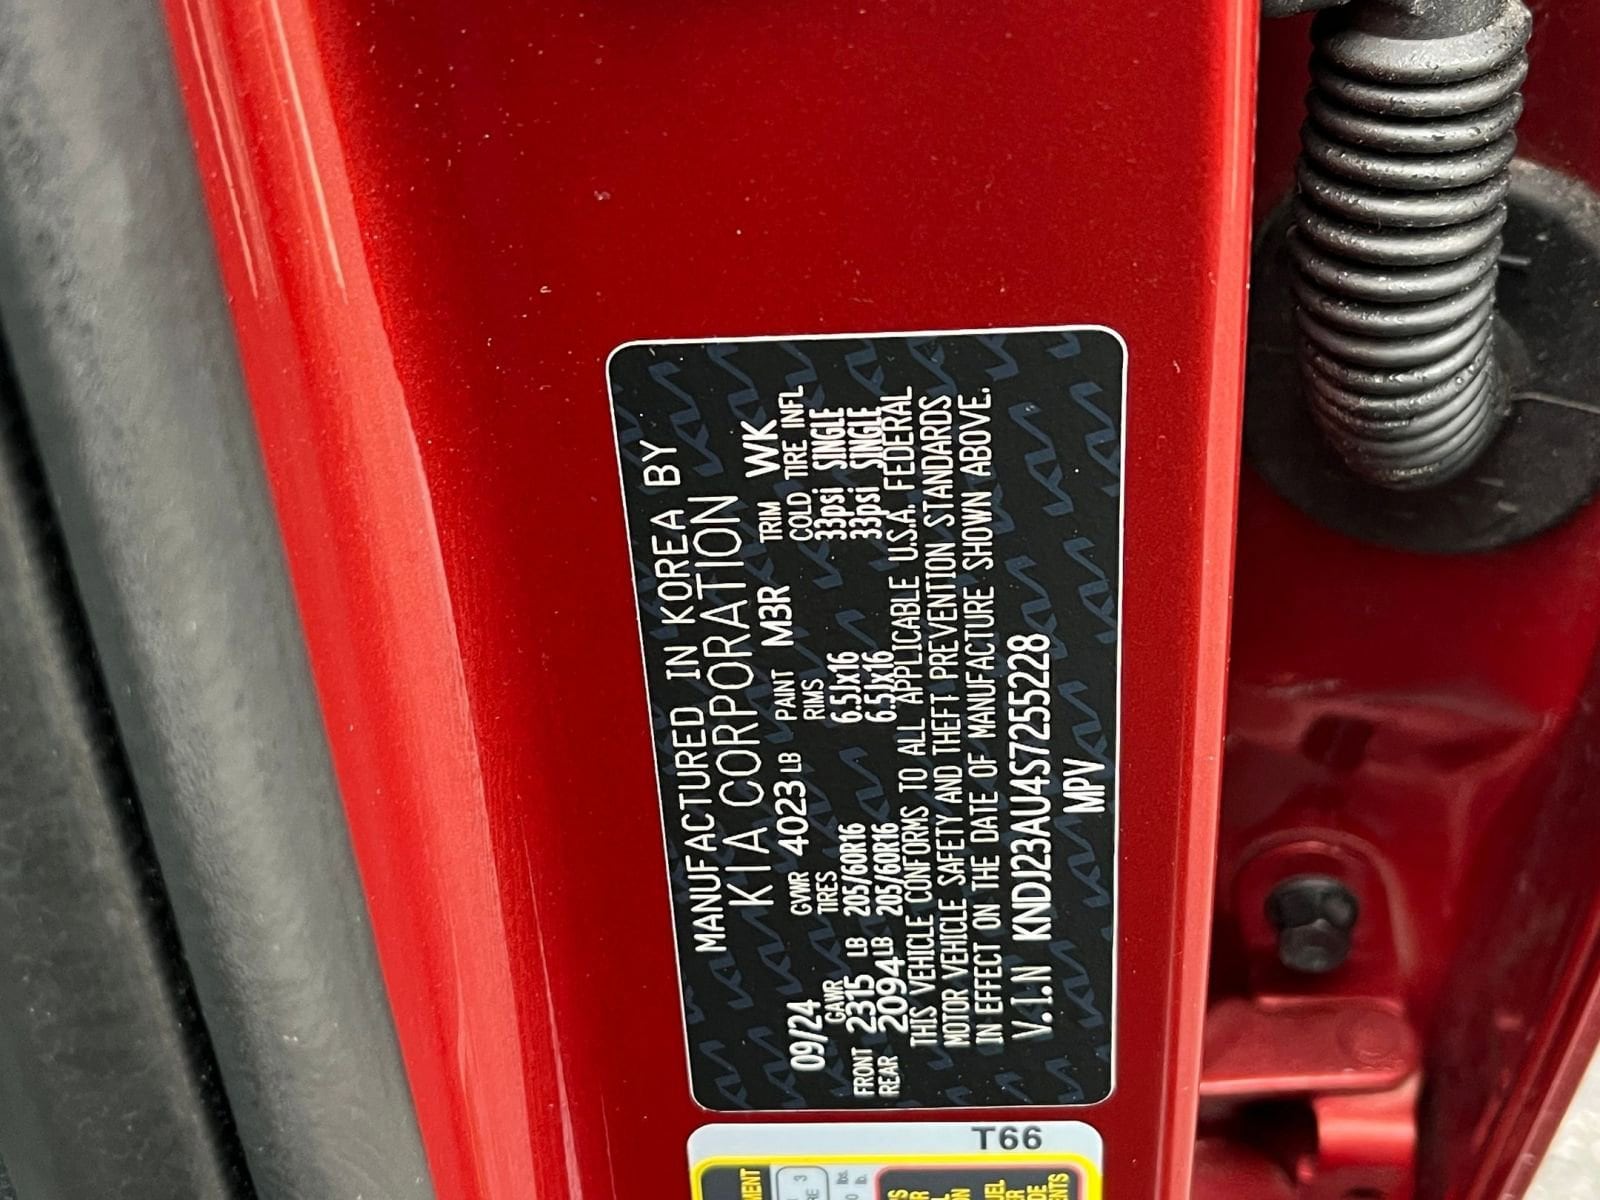 MANUFACTURED IN KOREA BY
KIA CORPORATION
09/24 GVWR 4023 LB PAINT M3R TRIM WK
GAWR TIRES RIMS COLD TIRE INFL
FRONT 2315 LB 205/60R16 6.5Jx16 33psi SINGLE
REAR 2094 LB 205/60R16 6.5Jx16 33psi SINGLE
THIS VEHICLE CONFORMS TO ALL APPLICABLE U.S.A. FEDERAL
MOTOR VEHICLE SAFETY AND THEFT PREVENTION STANDARDS
IN EFFECT ON THE DATE OF MANUFACTURE SHOWN ABOVE.
V.I.N KNDJ23AU4S7255228
MPV
T66